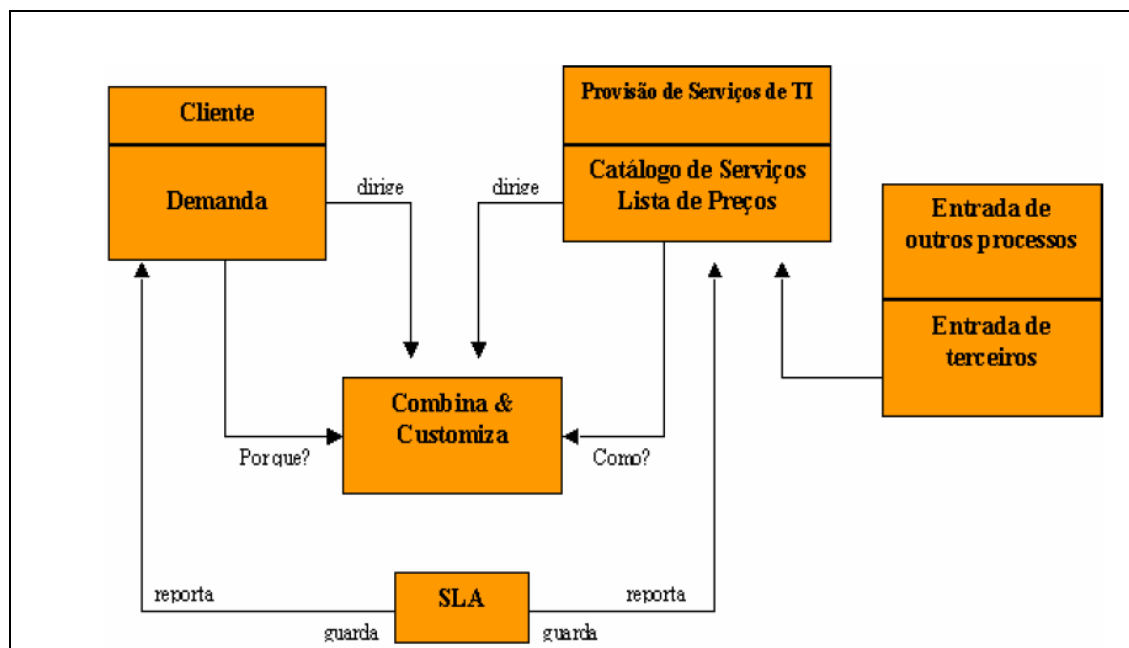 Cliente
Demanda
dirige
dirige
Provisão de Serviços de TI
Catálogo de Serviços
Lista de Preços
Entrada de
outros processos
Entrada de
terceiros
Combina &
Customiza
Porque?
Como?
reporta
SLA
reporta
guarda
guarda